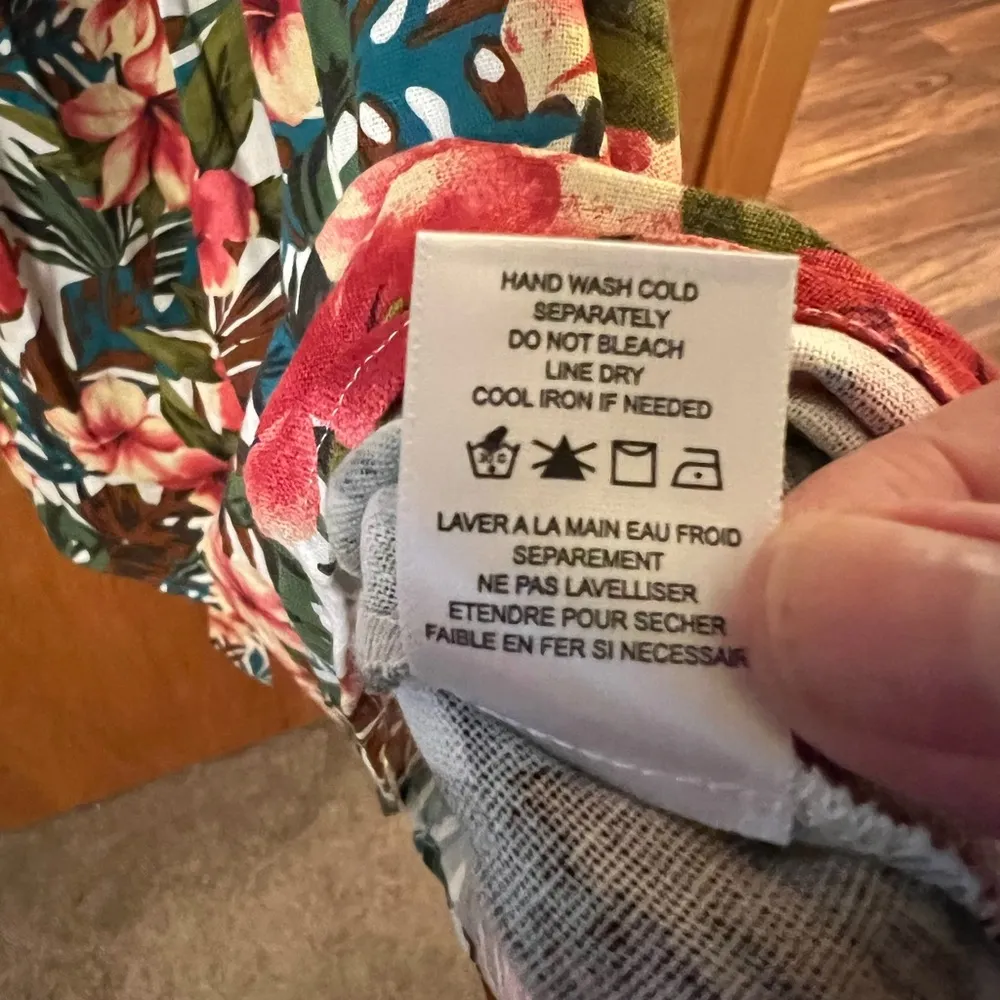 HAND WASH COLD
SEPARATELY
DO NOT BLEACH
LINE DRY
COOL IRON IF NEEDED
LAVER A LA MAIN EAU FROID
SEPAREMENT
NE PAS LAVELLISER
ETENDRE POUR SECHER
FAIBLE EN FER SI NECESSAIR